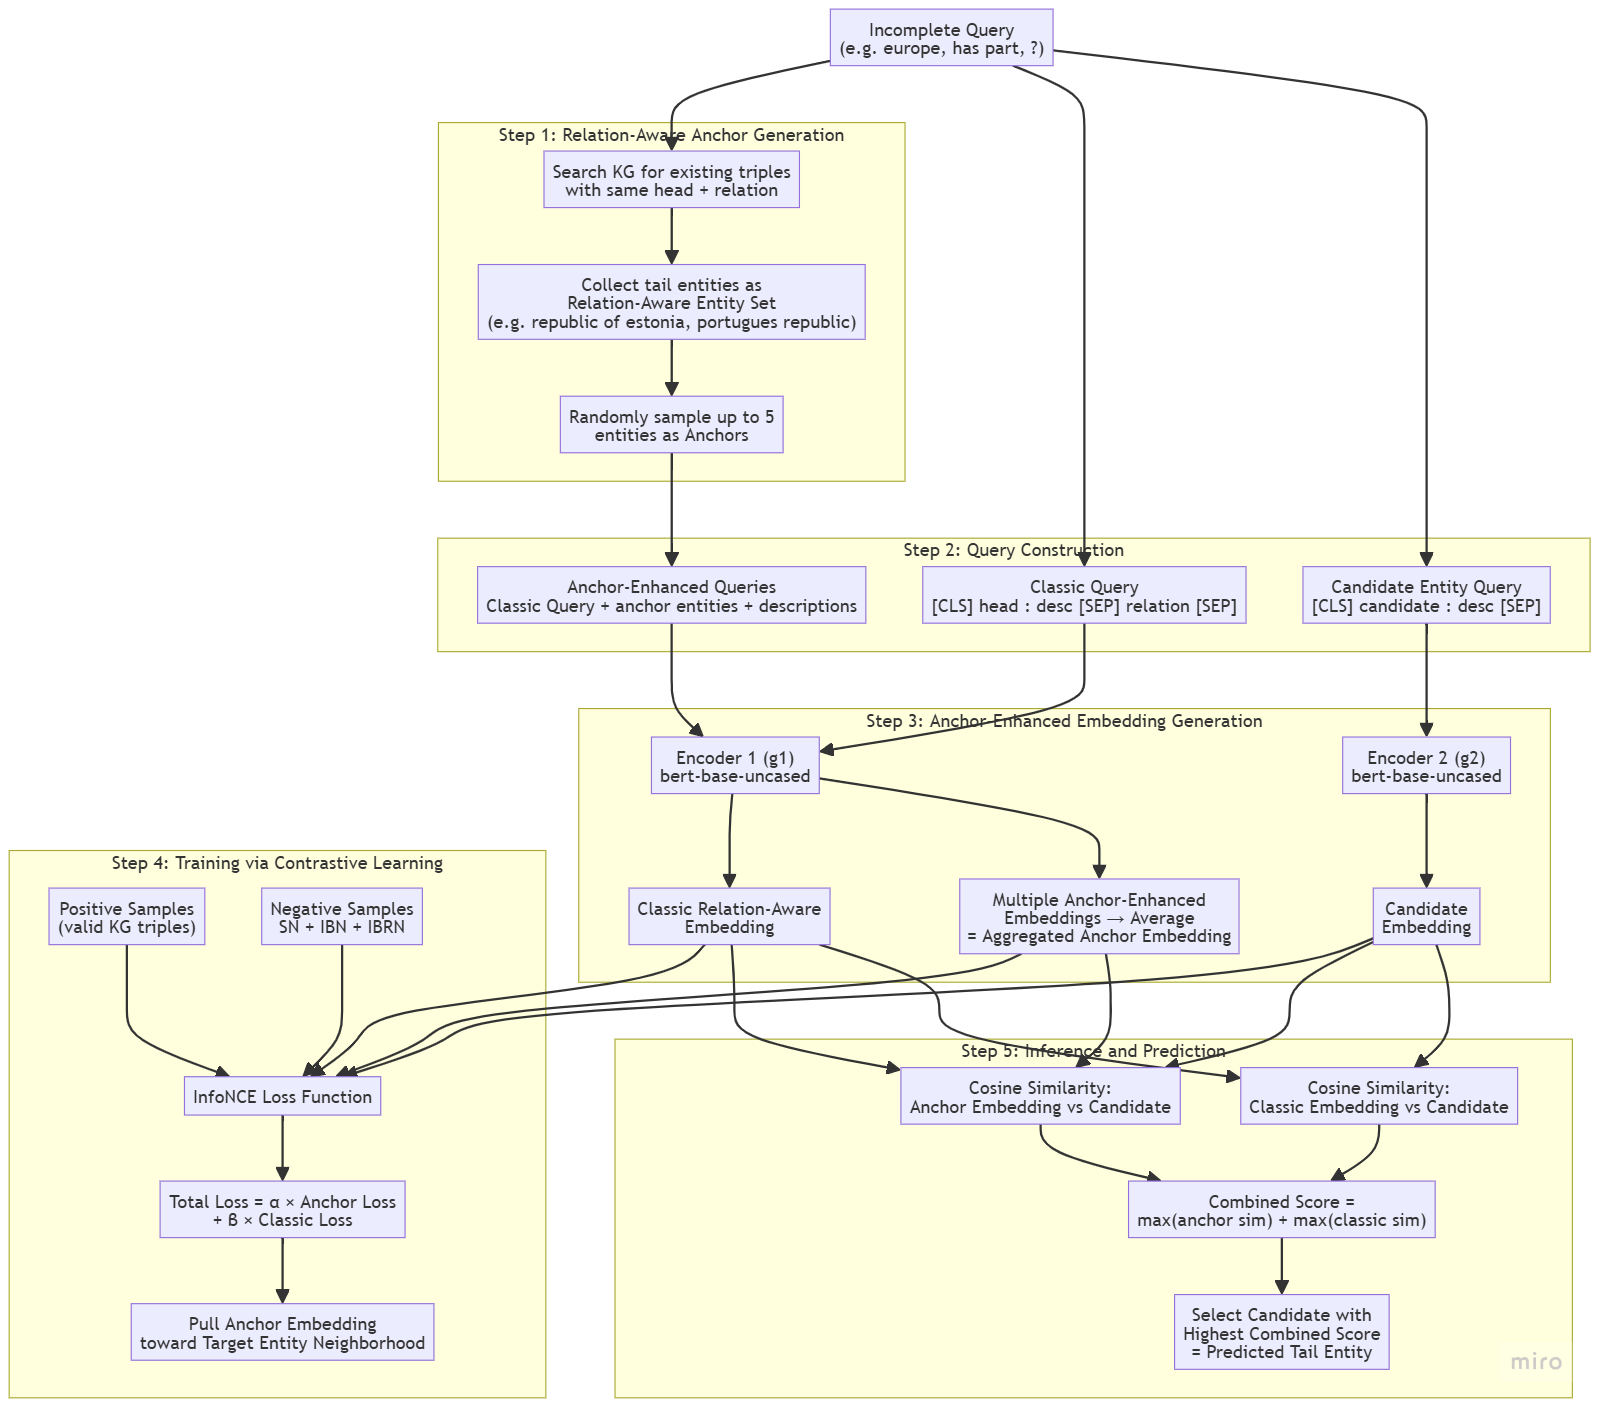 Incomplete Query
(e.g. europe, has part, ?)
Step 1: Relation-Aware Anchor Generation
Search KG for existing triples
with same head + relation
Collect tail entities as
Relation-Aware Entity Set
(e.g. republic of estonia, portugues republic)
Randomly sample up to 5
entities as Anchors
Step 2: Query Construction
Anchor-Enhanced Queries
Classic Query + anchor entities + descriptions
Classic Query
[CLS] head : desc [SEP] relation [SEP]
Candidate Entity Query
[CLS] candidate : desc [SEP]
Step 3: Anchor-Enhanced Embedding Generation
Encoder 1 (g1)
bert-base-uncased
Encoder 2 (g2)
bert-base-uncased
Classic Relation-Aware
Embedding
Multiple Anchor-Enhanced
Embeddings → Average
= Aggregated Anchor Embedding
Candidate
Embedding
Step 4: Training via Contrastive Learning
Positive Samples
(valid KG triples)
Negative Samples
SN + IBN + IBRN
InfoNCE Loss Function
Total Loss = α × Anchor Loss
+ β × Classic Loss
Pull Anchor Embedding
toward Target Entity Neighborhood
Step 5: Inference and Prediction
Cosine Similarity:
Anchor Embedding vs Candidate
Cosine Similarity:
Classic Embedding vs Candidate
Combined Score =
max(anchor sim) + max(classic sim)
Select Candidate with
Highest Combined Score
= Predicted Tail Entity
miro